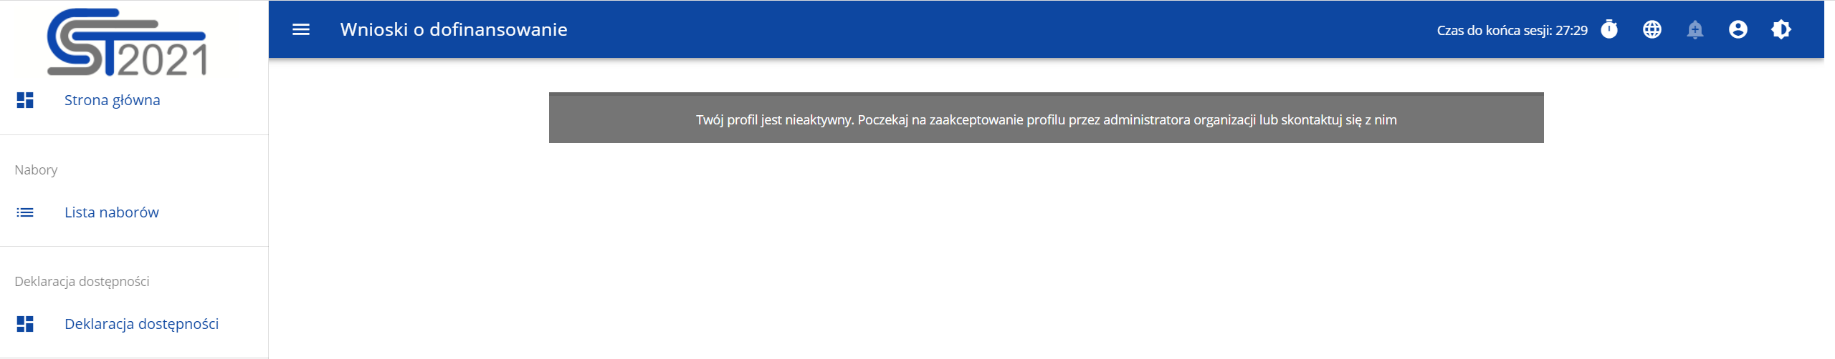 CST2021
Wnioski o dofinansowanie
Czas do końca sesji: 27:29
Strona główna
Twój profil jest nieaktywny. Poczekaj na zaakceptowanie profilu przez administratora organizacji lub skontaktuj się z nim
Nabory
Lista naborów
Deklaracja dostępności
Deklaracja dostępności